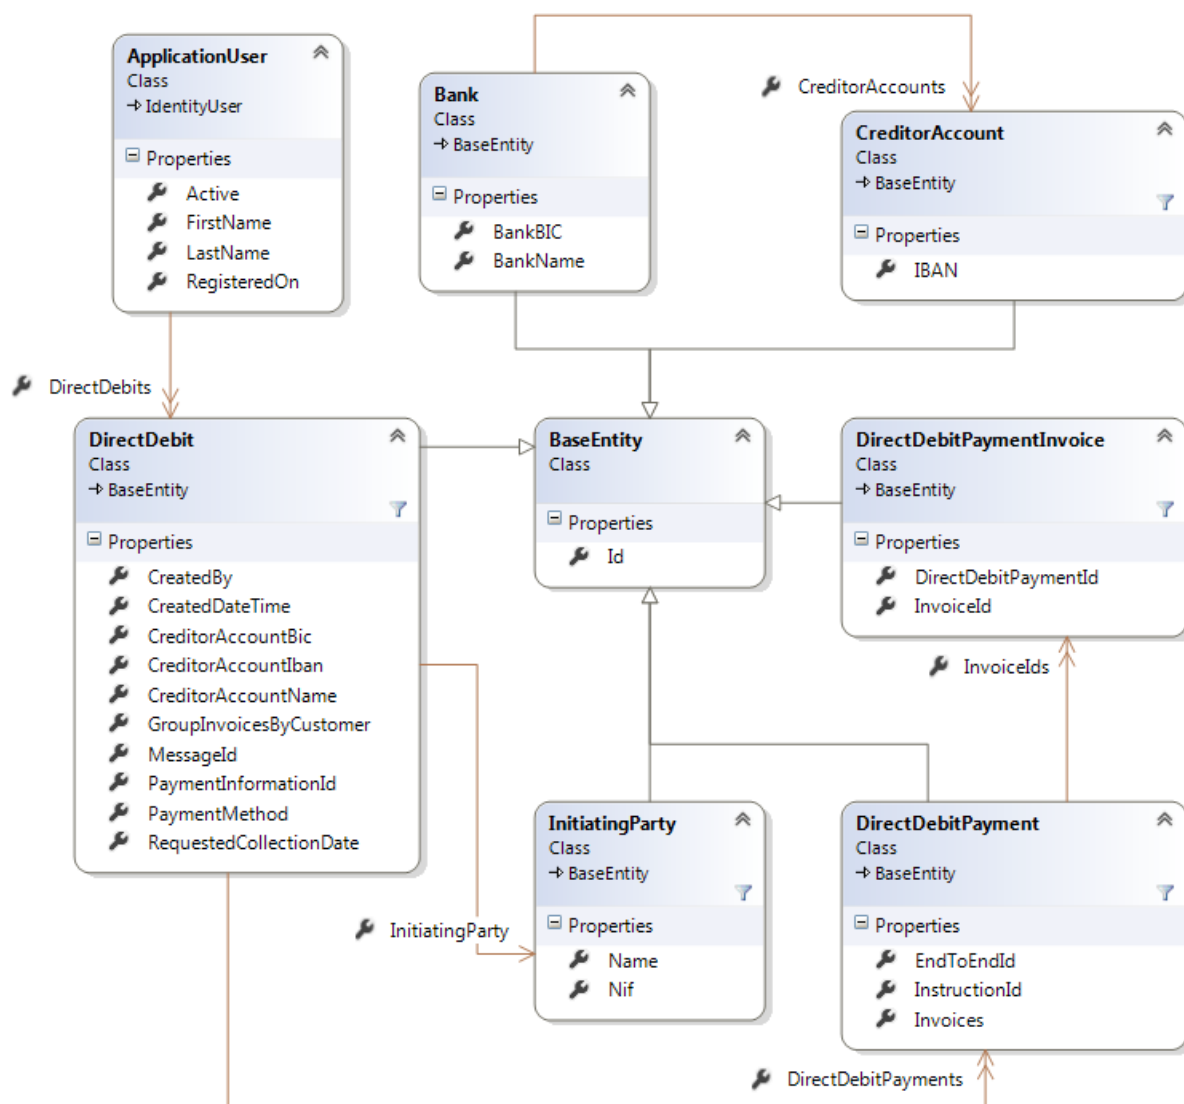 ApplicationUser
Class
IdentityUser
Properties
Active
FirstName
LastName
RegisteredOn
Bank
Class
BaseEntity
Properties
BankBIC
BankName
CreditorAccounts
CreditorAccount
Class
BaseEntity
Properties
IBAN
DirectDebits
DirectDebit
Class
BaseEntity
Properties
CreatedBy
CreatedDateTime
CreditorAccountBic
CreditorAccountIban
CreditorAccountName
GroupInvoicesByCustomer
MessageId
PaymentInformationId
PaymentMethod
RequestedCollectionDate
BaseEntity
Class
Properties
Id
DirectDebitPaymentInvoice
Class
BaseEntity
Properties
DirectDebitPaymentId
InvoiceId
InvoiceIds
InitiatingParty
InitiatingParty
Class
BaseEntity
Properties
Name
Nif
DirectDebitPayment
Class
BaseEntity
Properties
EndToEndId
InstructionId
Invoices
DirectDebitPayments